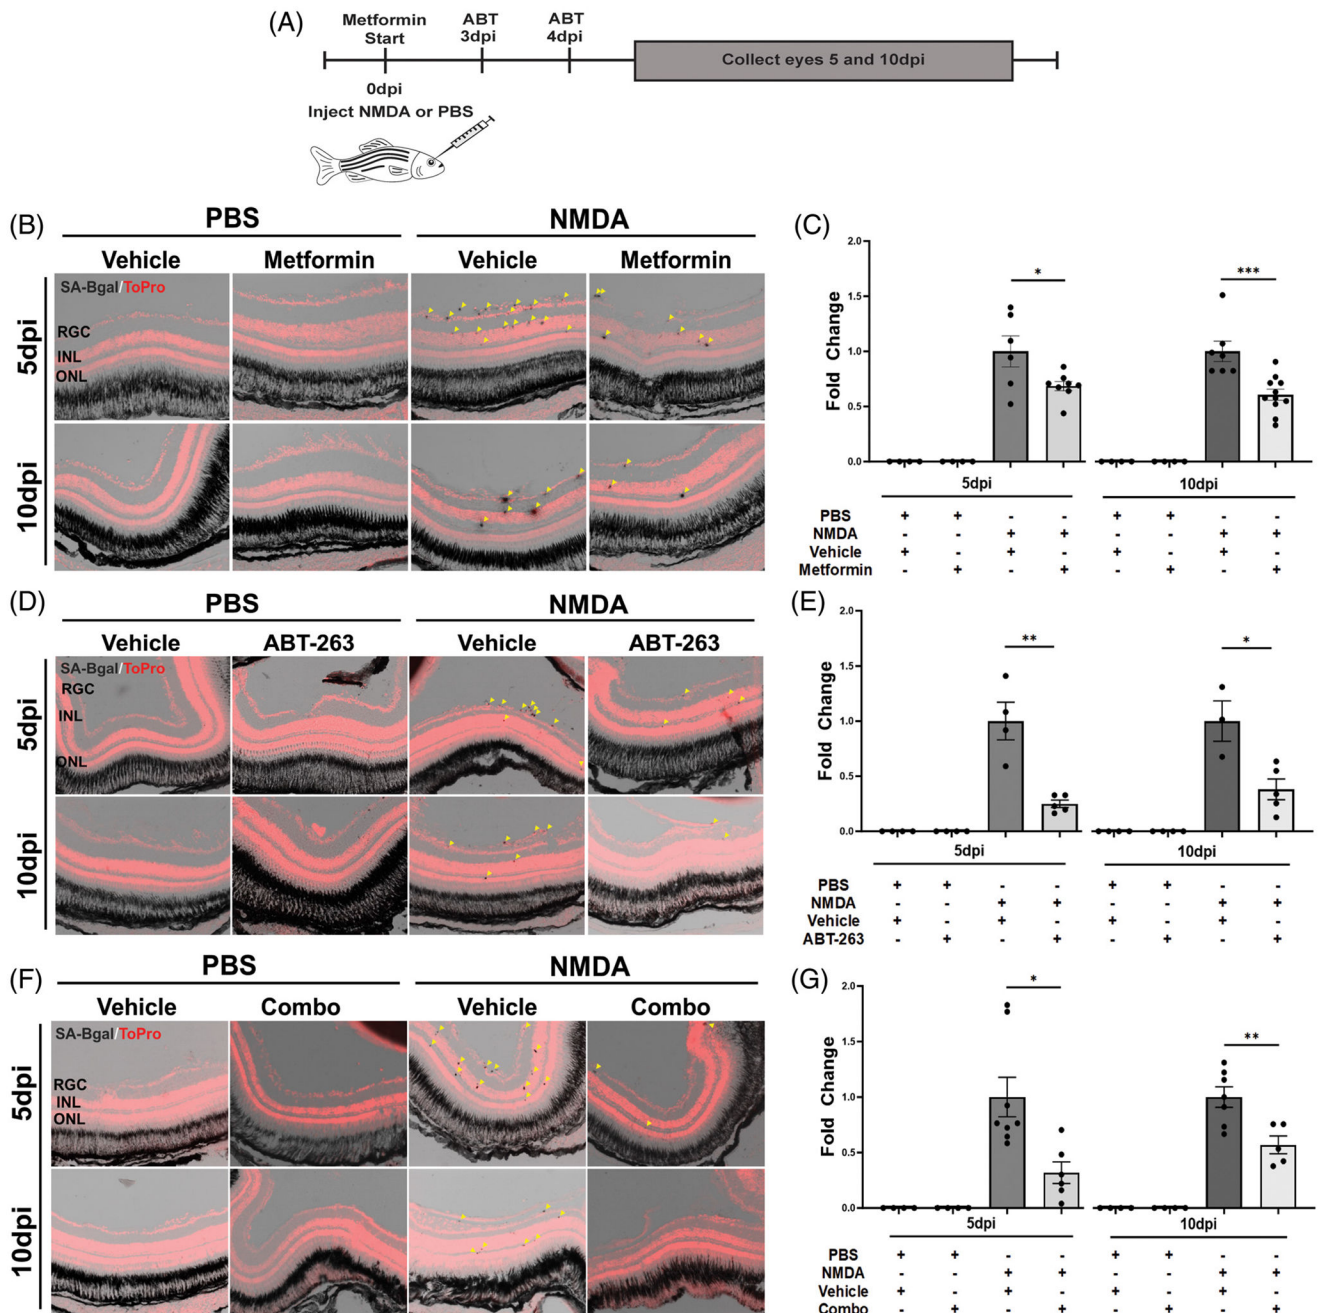 (A)
Metformin
Start
ABT
3dpi
ABT
4dpi
Collect eyes 5 and 10dpi
0dpi
Inject NMDA or PBS
(B)
PBS
NMDA
Vehicle
Metformin
Vehicle
Metformin
5dpi
SA-Bgal/ToPro
RGC
INL
ONL
10dpi
(C)
Fold Change
2.0
1.5
1.0
0.5
0.0
*
***
5dpi
10dpi
PBS + + - - + + - -
NMDA - - + + - - + +
Vehicle + - + - + - + -
Metformin - + - + - + - +
(D)
PBS
NMDA
Vehicle
ABT-263
Vehicle
ABT-263
5dpi
SA-Bgal/ToPro
RGC
INL
ONL
10dpi
(E)
Fold Change
2.0
1.5
1.0
0.5
0.0
**
*
5dpi
10dpi
PBS + + - - + + - -
NMDA - - + + - - + +
Vehicle + - + - + - + -
ABT-263 - + - + - + - +
(F)
PBS
NMDA
Vehicle
Combo
Vehicle
Combo
5dpi
SA-Bgal/ToPro
RGC
INL
ONL
10dpi
(G)
Fold Change
2.0
1.5
1.0
0.5
0.0
*
**
5dpi
10dpi
PBS + + - - + + - -
NMDA - - + + - - + +
Vehicle + - + - + - + -
Combo - + - + - + - +